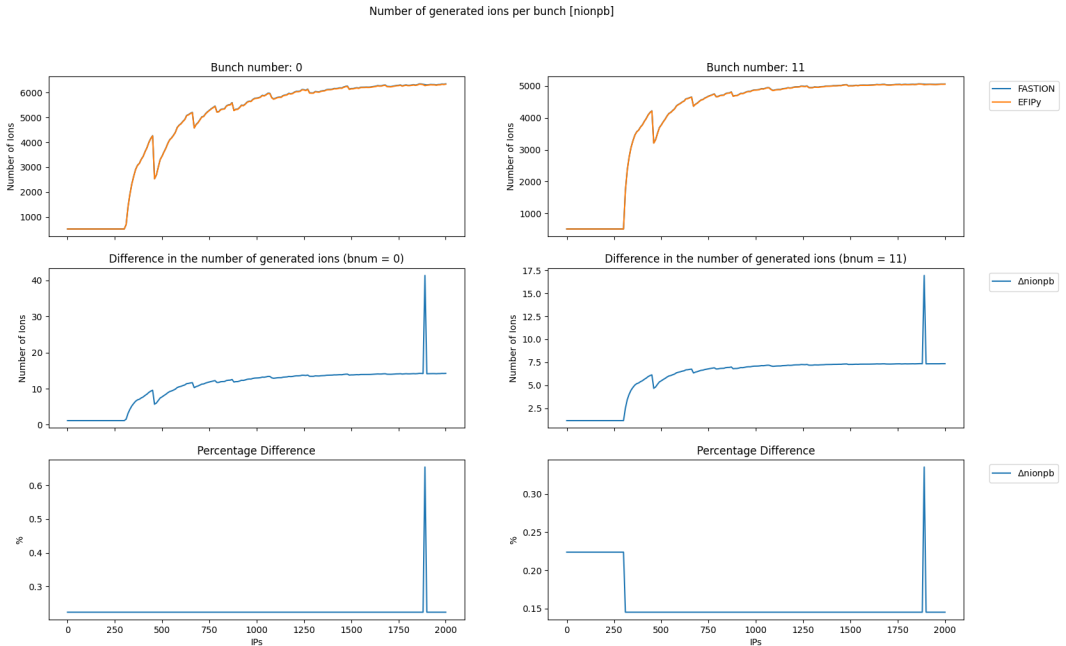 Number of generated ions per bunch [nionpb]
Bunch number: 0
Number of Ions
6000
5000
4000
3000
2000
1000
Bunch number: 11
Number of Ions
5000
4000
3000
2000
1000
FASTION
EFIPy
Difference in the number of generated ions (bnum = 0)
Number of Ions
40
30
20
10
0
Difference in the number of generated ions (bnum = 11)
Number of Ions
17.5
15.0
12.5
10.0
7.5
5.0
2.5
Δnionpb
Percentage Difference
%
0.6
0.5
0.4
0.3
0 250 500 750 1000 1250 1500 1750 2000
IPs
Percentage Difference
%
0.30
0.25
0.20
0.15
0 250 500 750 1000 1250 1500 1750 2000
IPs
Δnionpb